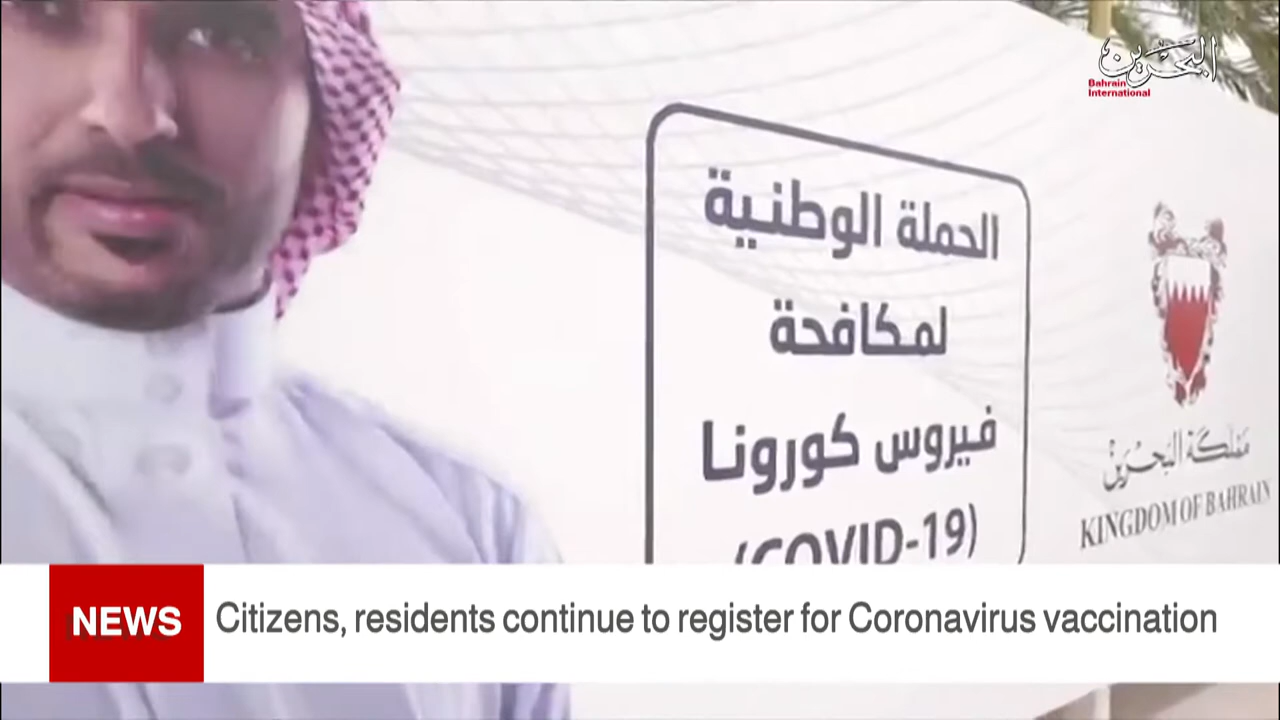 البحرين
Bahrain
International
الحملة الوطنية
لمكافحة
فيروس كورونا
(COVID-19)
مملكة البحرين
KINGDOM OF BAHRAIN
NEWS
Citizens, residents continue to register for Coronavirus vaccination